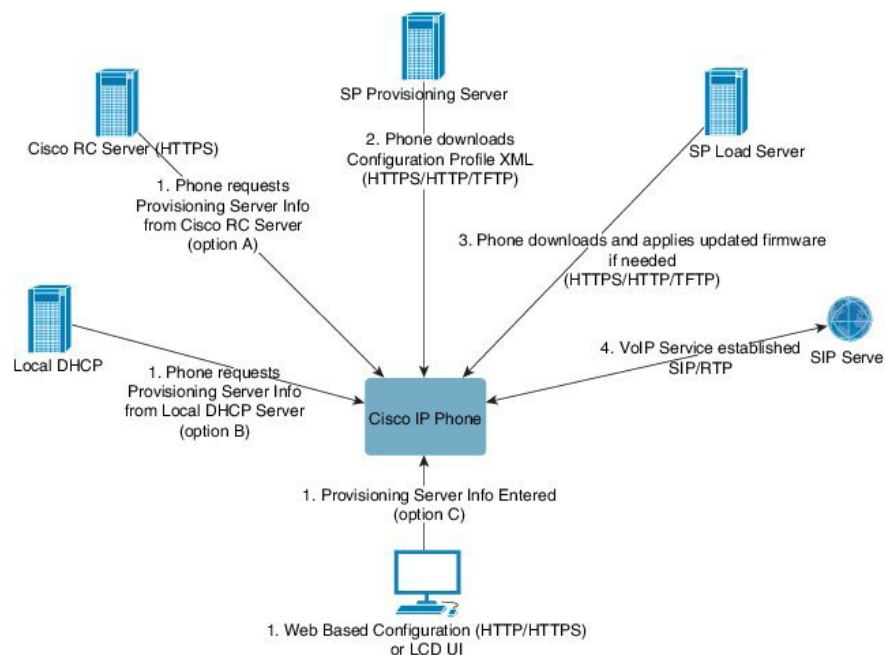 SP Provisioning Server
Cisco RC Server (HTTPS)
SP Load Server
2. Phone downloads
Configuration Profile XML
(HTTPS/HTTP/TFTP)
1. Phone requests
Provisioning Server Info
from Cisco RC Server
(option A)
3. Phone downloads and applies updated firmware
if needed
(HTTPS/HTTP/TFTP)
Local DHCP
1. Phone requests
Provisioning Server Info
from Local DHCP Server
(option B)
4. VoIP Service established
SIP/RTP
SIP Serve
Cisco IP Phone
1. Provisioning Server Info Entered
(option C)
1. Web Based Configuration (HTTP/HTTPS)
or LCD UI